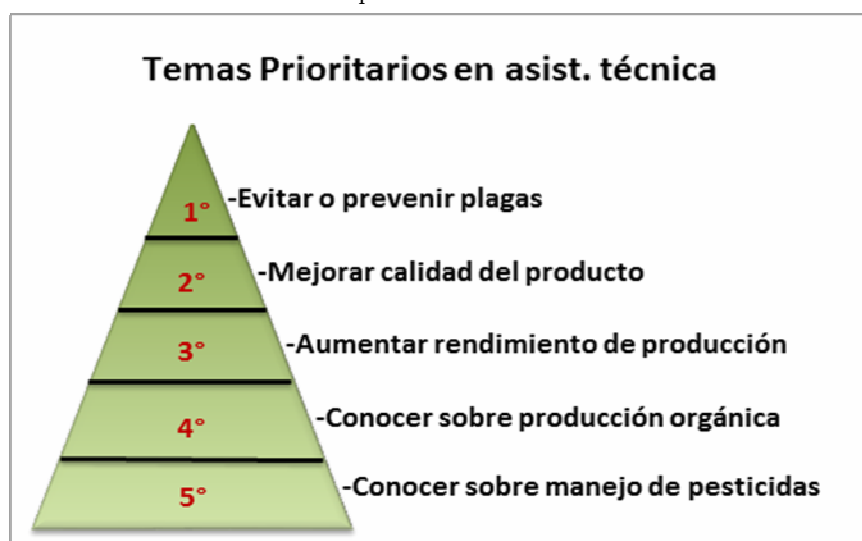 Temas Prioritarios en asist. técnica
1° -Evitar o prevenir plagas
2° -Mejorar calidad del producto
3° -Aumentar rendimiento de producción
4° -Conocer sobre producción orgánica
5° -Conocer sobre manejo de pesticidas